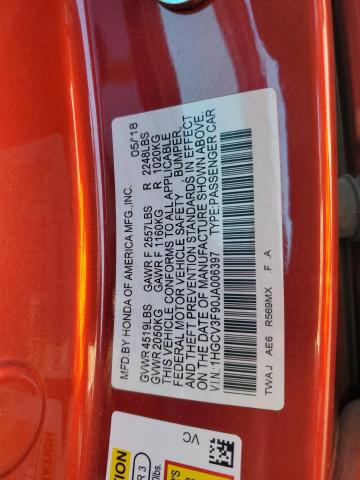 MFD.BY HONDA OF AMERICA MFG.,INC. 05/'18
GVWR 4519LBS GAWR F 2557LBS R 2248LBS
GVWR 2050KG GAWR F 1160KG R 1020KG
THIS VEHICLE CONFORMS TO ALL APPLICABLE
FEDERAL MOTOR VEHICLE SAFETY, BUMPER,
AND THEFT PREVENTION STANDARDS IN EFFECT
ON THE DATE OF MANUFACTURE SHOWN ABOVE.
V.I.N.:1HGCV3F90JA006397 TYPE:PASSENGER CAR
TWAJ AE6 R569MX F .A
VC